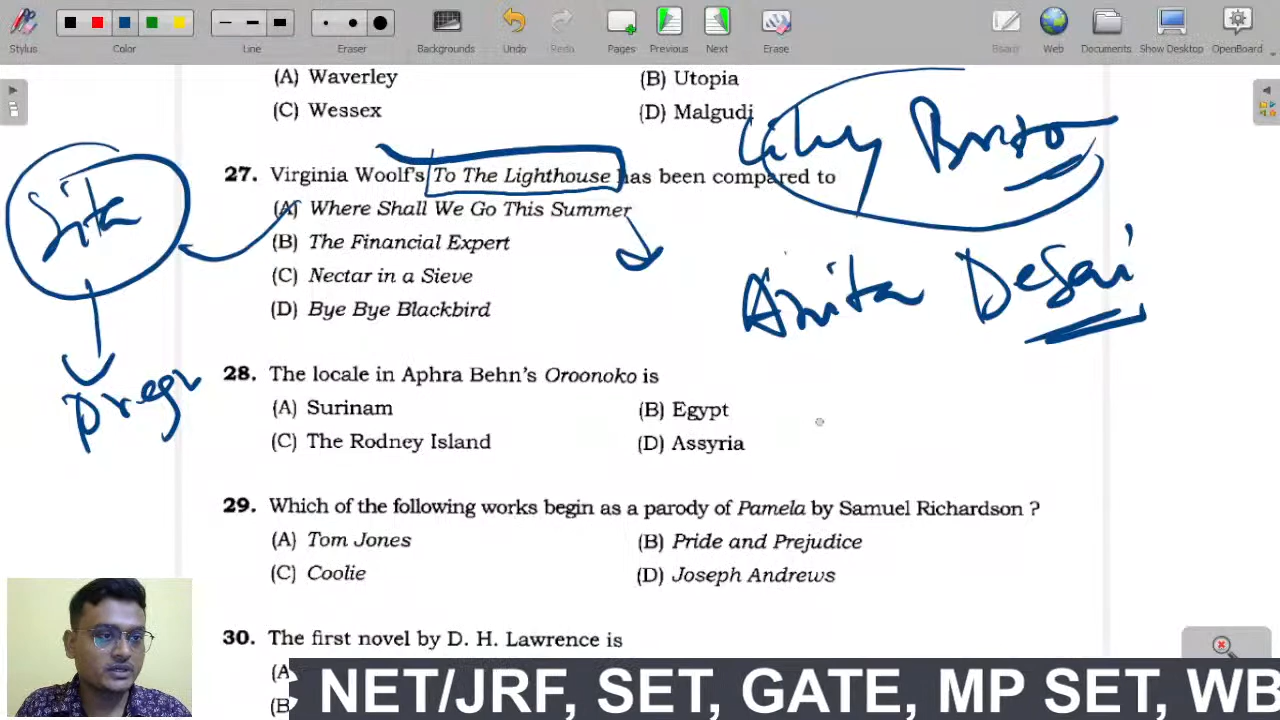 Stylus Color Line Eraser Backgrounds Undo Redo Pages Previous Next Erase Board Web Documents Show Desktop OpenBoard
(A) Waverley (B) Utopia
(C) Wessex (D) Malgudi
27. Virginia Woolf's To The Lighthouse has been compared to
(A) Where Shall We Go This Summer
(B) The Financial Expert
(C) Nectar in a Sieve
(D) Bye Bye Blackbird
Sita
Anita Desai
28. The locale in Aphra Behn's Oroonoko is
(A) Surinam (B) Egypt
(C) The Rodney Island (D) Assyria
Pregn
29. Which of the following works begin as a parody of Pamela by Samuel Richardson ?
(A) Tom Jones (B) Pride and Prejudice
(C) Coolie (D) Joseph Andrews
30. The first novel by D. H. Lawrence is
(A
(B
C NET/JRF, SET, GATE, MP SET, WB